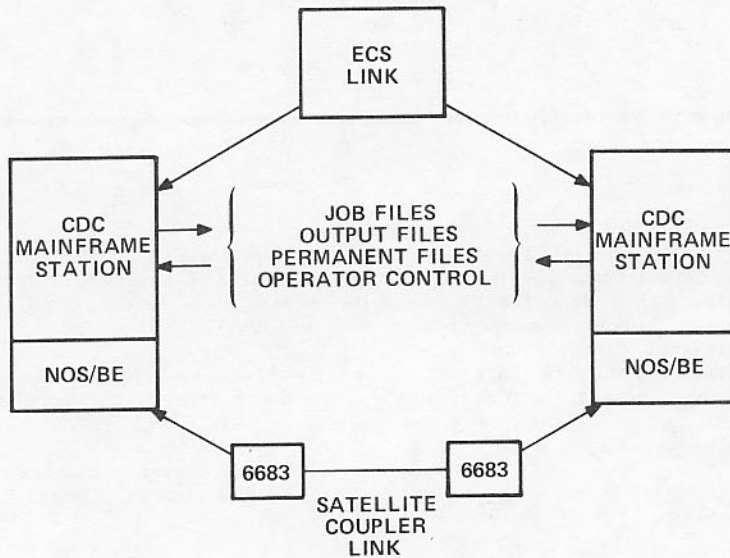 ECS
LINK
CDC
MAINFRAME
STATION
NOS/BE
JOB FILES
OUTPUT FILES
PERMANENT FILES
OPERATOR CONTROL
CDC
MAINFRAME
STATION
NOS/BE
6683
6683
SATELLITE
COUPLER
LINK